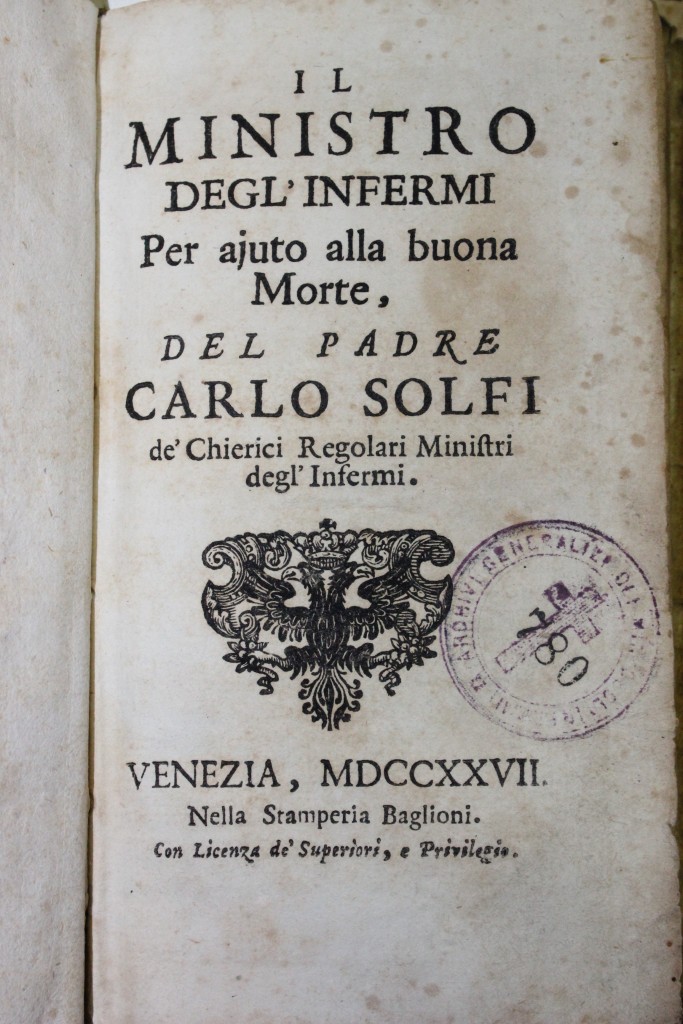 IL
MINISTRO
DEGL' INFERMI
Per ajuto alla buona
Morte,
DEL PADRE
CARLO SOLFI
de' Chierici Regolari Miniſtri
degl' Infermi.
VENEZIA, MDCCXXVII.
Nella Stamperia Baglioni.
Con Licenza de' Superiori, e Privilegio.
780